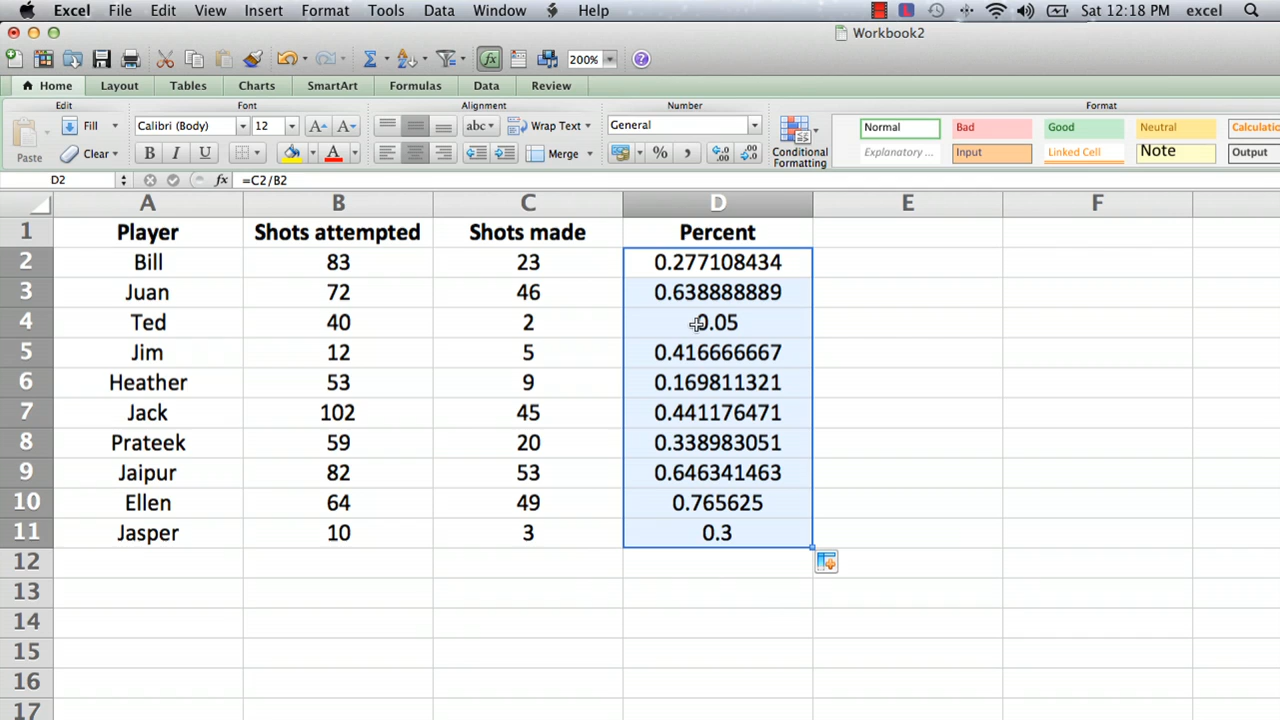 Excel File Edit View Insert Format Tools Data Window Help Sat 12:18 PM excel
Workbook2
200%
Home Layout Tables Charts SmartArt Formulas Data Review
Edit Font Alignment Number Format
Fill Calibri (Body) 12 abc Wrap Text General Normal Bad Good Neutral
Paste Clear B I U A Merge % Conditional Formatting Explanatory ... Input Linked Cell Note Output
D2 fx =C2/B2
A B C D E F
1 Player Shots attempted Shots made Percent
2 Bill 83 23 0.277108434
3 Juan 72 46 0.638888889
4 Ted 40 2 0.05
5 Jim 12 5 0.416666667
6 Heather 53 9 0.169811321
7 Jack 102 45 0.441176471
8 Prateek 59 20 0.338983051
9 Jaipur 82 53 0.646341463
10 Ellen 64 49 0.765625
11 Jasper 10 3 0.3
12
13
14
15
16
17